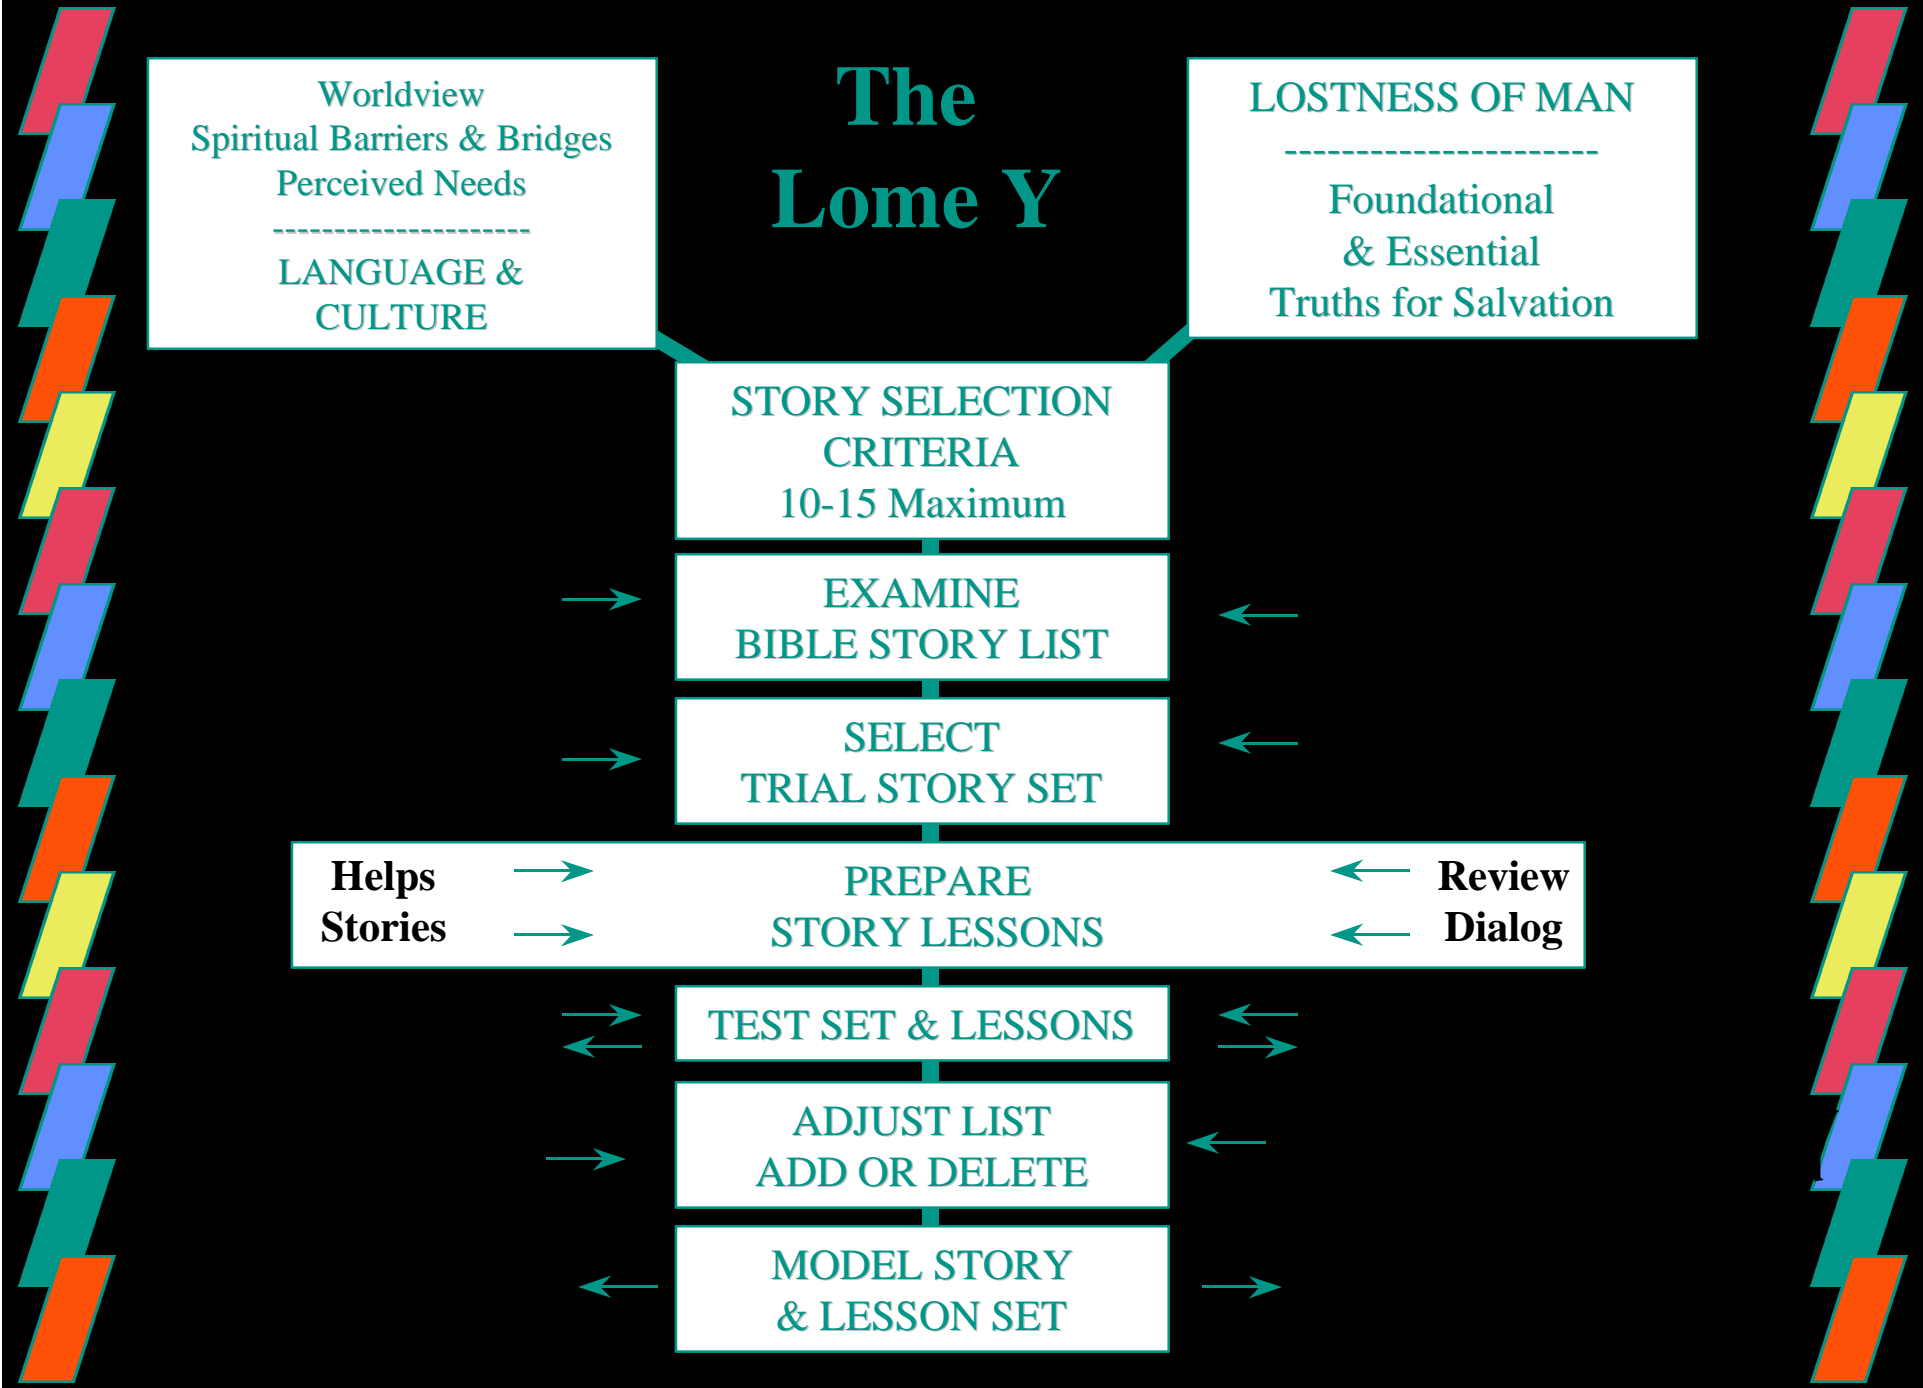 The
Lome Y
Worldview
Spiritual Barriers & Bridges
Perceived Needs
---------------------
LANGUAGE &
CULTURE
LOSTNESS OF MAN
----------------------
Foundational
& Essential
Truths for Salvation
STORY SELECTION
CRITERIA
10-15 Maximum
EXAMINE
BIBLE STORY LIST
SELECT
TRIAL STORY SET
Helps
Stories
PREPARE
STORY LESSONS
Review
Dialog
TEST SET & LESSONS
ADJUST LIST
ADD OR DELETE
MODEL STORY
& LESSON SET